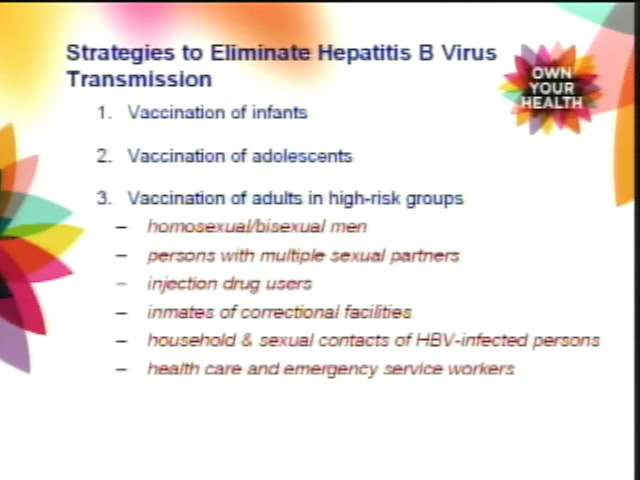 Strategies to Eliminate Hepatitis B Virus
Transmission
OWN
YOUR
HEALTH
1. Vaccination of infants
2. Vaccination of adolescents
3. Vaccination of adults in high-risk groups
– homosexual/bisexual men
– persons with multiple sexual partners
– injection drug users
– inmates of correctional facilities
– household & sexual contacts of HBV-infected persons
– health care and emergency service workers